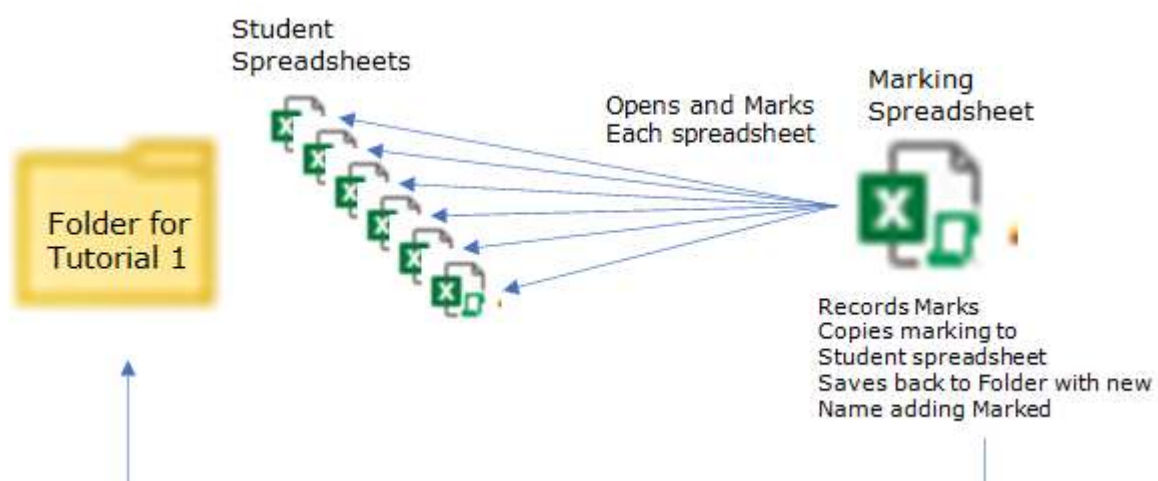 Student
Spreadsheets
Opens and Marks
Each spreadsheet
Marking
Spreadsheet
Folder for
Tutorial 1
Records Marks
Copies marking to
Student spreadsheet
Saves back to Folder with new
Name adding Marked